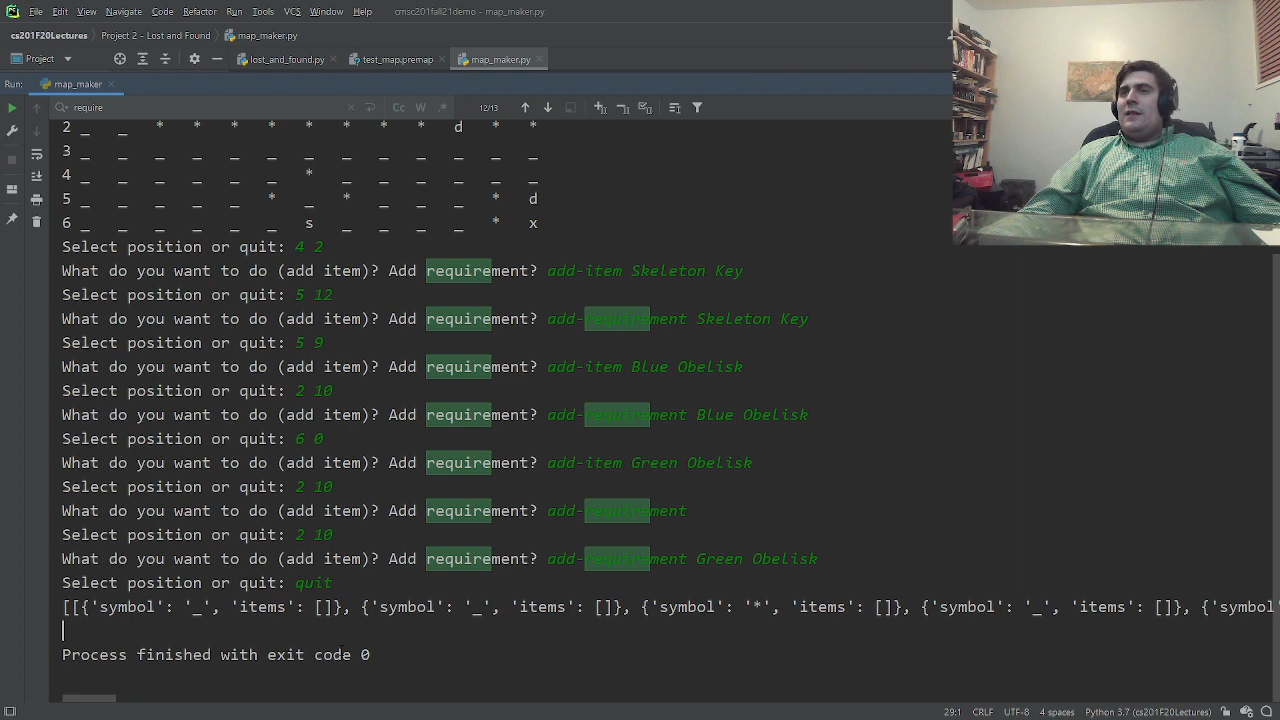 File Edit View Navigate Code Refactor Run Tools VCS Window Help cmsc201fall21demo - map_maker.py
cs201F20Lectures Project 2 - Lost and Found map_maker.py
Project lost_and_found.py test_map.premap map_maker.py
Run: map_maker
require Cc W .* 12/13
2 _ _ * * * * * * * * d * *
3 _ _ _ _ _ _ _ _ _ _ _ _ _
4 _ _ _ _ _ _ * _ _ _ _ _ _
5 _ _ _ _ _ * _ * _ _ _ * d
6 _ _ _ _ _ _ s _ _ _ _ * x
Select position or quit: 4 2
What do you want to do (add item)? Add requirement? add-item Skeleton Key
Select position or quit: 5 12
What do you want to do (add item)? Add requirement? add-requirement Skeleton Key
Select position or quit: 5 9
What do you want to do (add item)? Add requirement? add-item Blue Obelisk
Select position or quit: 2 10
What do you want to do (add item)? Add requirement? add-requirement Blue Obelisk
Select position or quit: 6 0
What do you want to do (add item)? Add requirement? add-item Green Obelisk
Select position or quit: 2 10
What do you want to do (add item)? Add requirement? add-requirement
Select position or quit: 2 10
What do you want to do (add item)? Add requirement? add-requirement Green Obelisk
Select position or quit: quit
[[{'symbol': '_', 'items': []}, {'symbol': '_', 'items': []}, {'symbol': '*', 'items': []}, {'symbol': '_', 'items': []}, {'symbol
Process finished with exit code 0
29:1 CRLF UTF-8 4 spaces Python 3.7 (cs201F20Lectures)